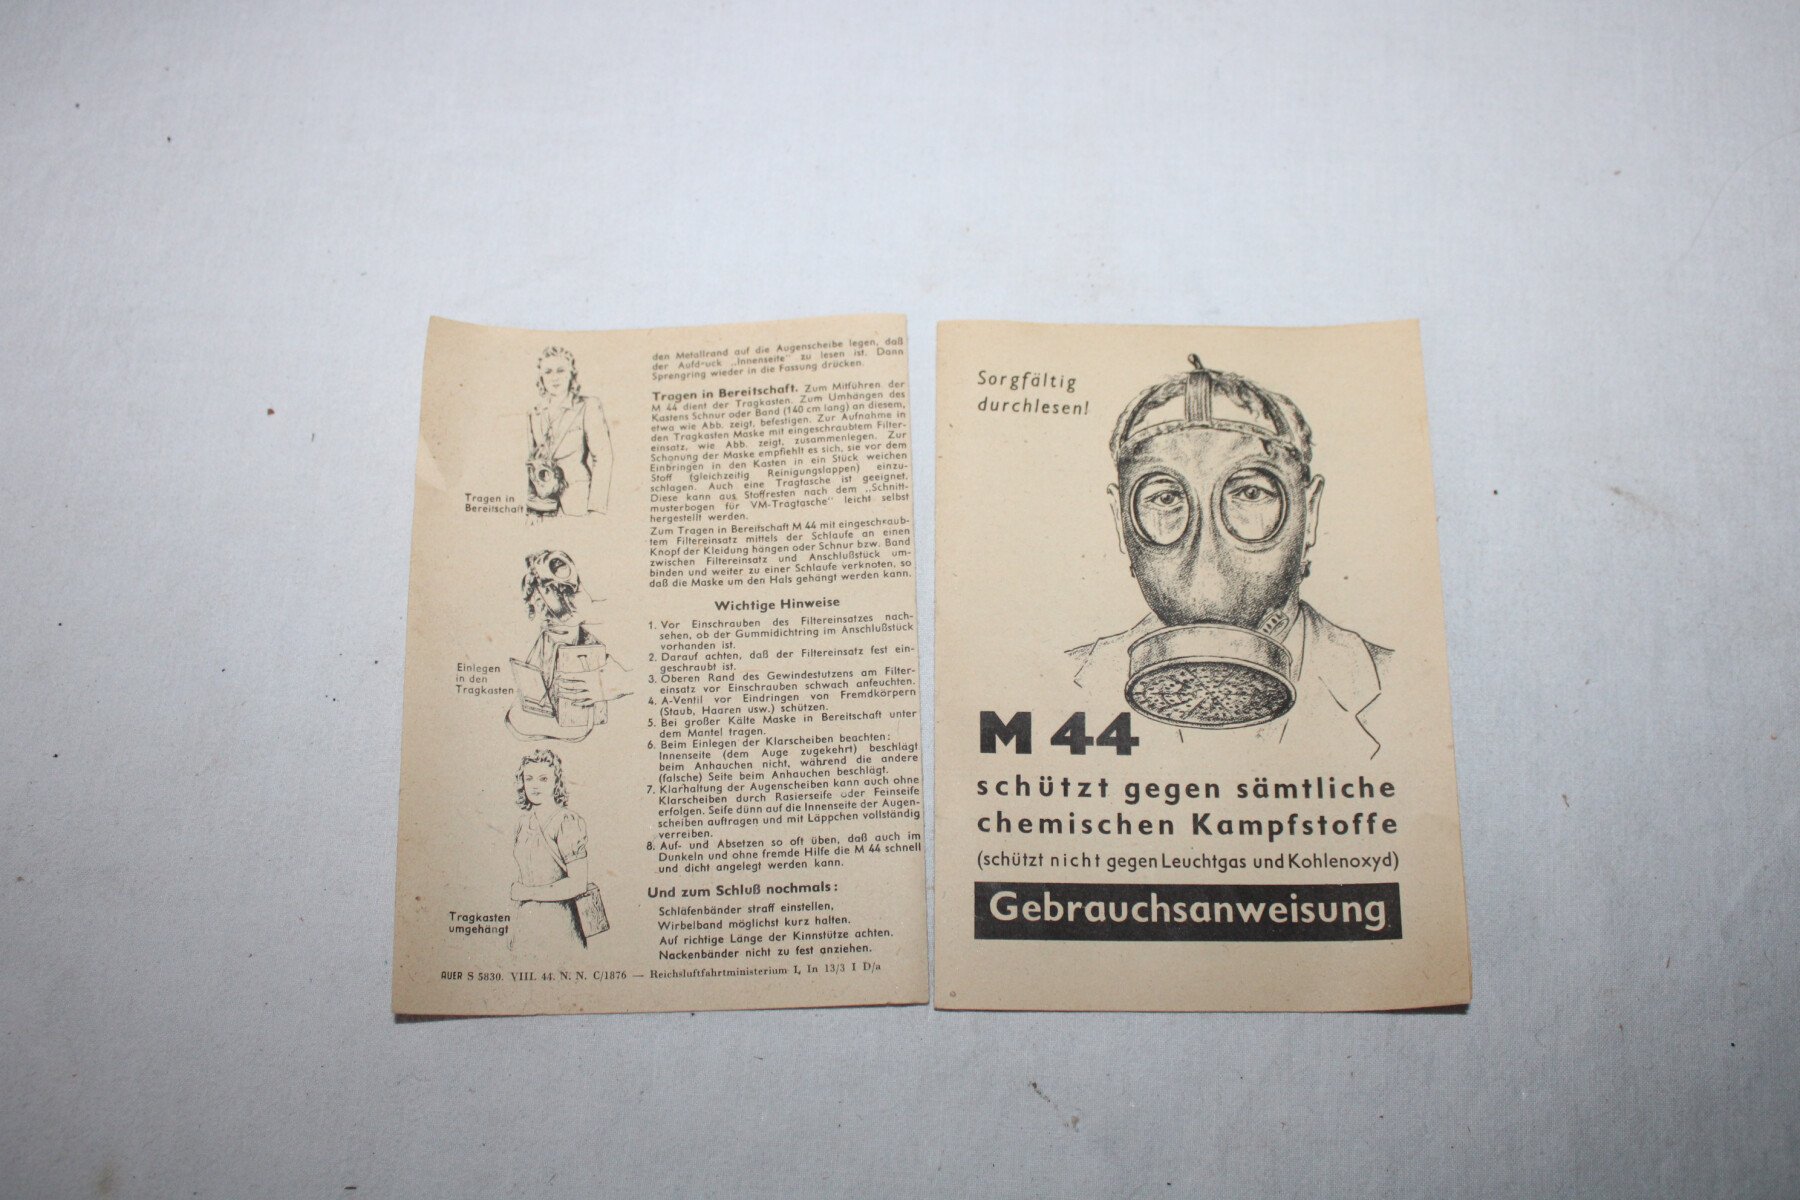 den Metallrand auf die Augenscheibe legen, daß
der Aufdruck „Innenseite" zu lesen ist. Dann
Sprengring wieder in die Fassung drücken.
Tragen in Bereitschaft. Zum Mitführen der
M 44 dient der Tragkasten. Zum Umhängen des
Kastens Schnur oder Band (140 cm lang) an diesem,
etwa wie Abb. zeigt, befestigen. Zur Aufnahme in
den Tragkasten Maske mit eingeschraubtem Filter-
einsatz, wie Abb. zeigt, zusammenlegen. Zur
Schonung der Maske empfiehlt es sich, sie vor dem
Einbringen in den Kasten in ein Stück weichen
Stoff (gleichzeitig Reinigungslappen) einzu-
schlagen. Auch eine Tragtasche ist geeignet.
Diese kann aus Stoffresten nach dem „Schnitt-
musterbogen für VM-Tragtasche" leicht selbst
hergestellt werden.
Zum Tragen in Bereitschaft M 44 mit eingeschraub-
tem Filtereinsatz mittels der Schlaufe an einen
Knopf der Kleidung hängen oder Schnur bzw. Band
zwischen Filtereinsatz und Anschlußstück um-
binden und weiter zu einer Schlaufe verknoten, so
daß die Maske um den Hals gehängt werden kann.
Tragen in
Bereitschaft
Einlegen
in den
Tragkasten
Tragkasten
umgehängt
Wichtige Hinweise
1. Vor Einschrauben des Filtereinsatzes nach-
sehen, ob der Gummidichtring im Anschlußstück
vorhanden ist.
2. Darauf achten, daß der Filtereinsatz fest ein-
geschraubt ist.
3. Oberen Rand des Gewindestutzens am Filter-
einsatz vor Einschrauben schwach anfeuchten.
4. A-Ventil vor Eindringen von Fremdkörpern
(Staub, Haaren usw.) schützen.
5. Bei großer Kälte Maske in Bereitschaft unter
dem Mantel tragen.
6. Beim Einlegen der Klarscheiben beachten:
Innenseite (dem Auge zugekehrt) beschlägt
beim Anhauchen nicht, während die andere
(falsche) Seite beim Anhauchen beschlägt.
7. Klarhaltung der Augenscheiben kann auch ohne
Klarscheiben durch Rasierseife oder Feinseife
erfolgen. Seife dünn auf die Innenseite der Augen-
scheiben auftragen und mit Läppchen vollständig
verreiben.
8. Auf- und Absetzen so oft üben, daß auch im
Dunkeln und ohne fremde Hilfe die M 44 schnell
und dicht angelegt werden kann.
Und zum Schluß nochmals:
Schläfenbänder straff einstellen,
Wirbelband möglichst kurz halten.
Auf richtige Länge der Kinnstütze achten.
Nackenbänder nicht zu fest anziehen.
AUER S 5830. VIII. 44. N. N. C/1876 — Reichsluftfahrtministerium L In 13/3 I D/a
Sorgfältig
durchlesen!
M 44
schützt gegen sämtliche
chemischen Kampfstoffe
(schützt nicht gegen Leuchtgas und Kohlenoxyd)
Gebrauchsanweisung